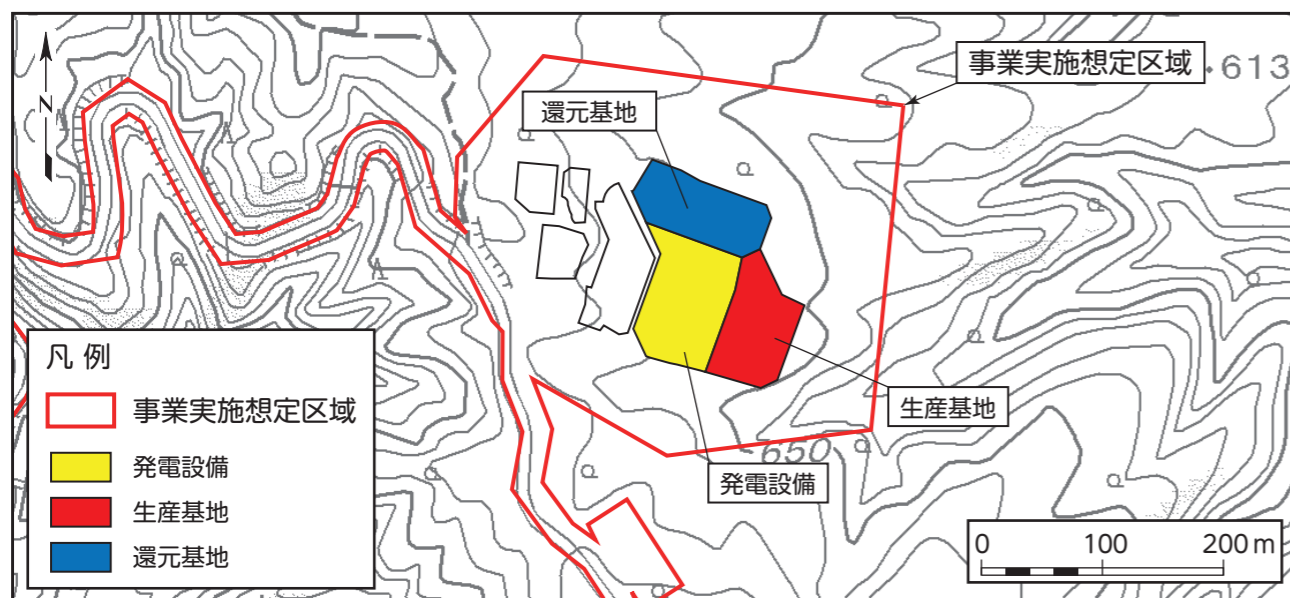 N
事業実施想定区域
613
還元基地
生産基地
650
発電設備
凡例
事業実施想定区域
発電設備
生産基地
還元基地
0 100 200 m